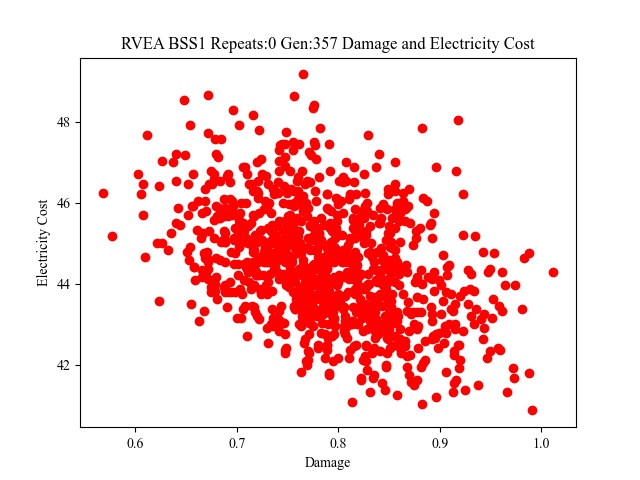 RVEA BSS1 Repeats:0 Gen:357 Damage and Electricity Cost
48
46
44
42
Electricity Cost
0.6 0.7 0.8 0.9 1.0
Damage